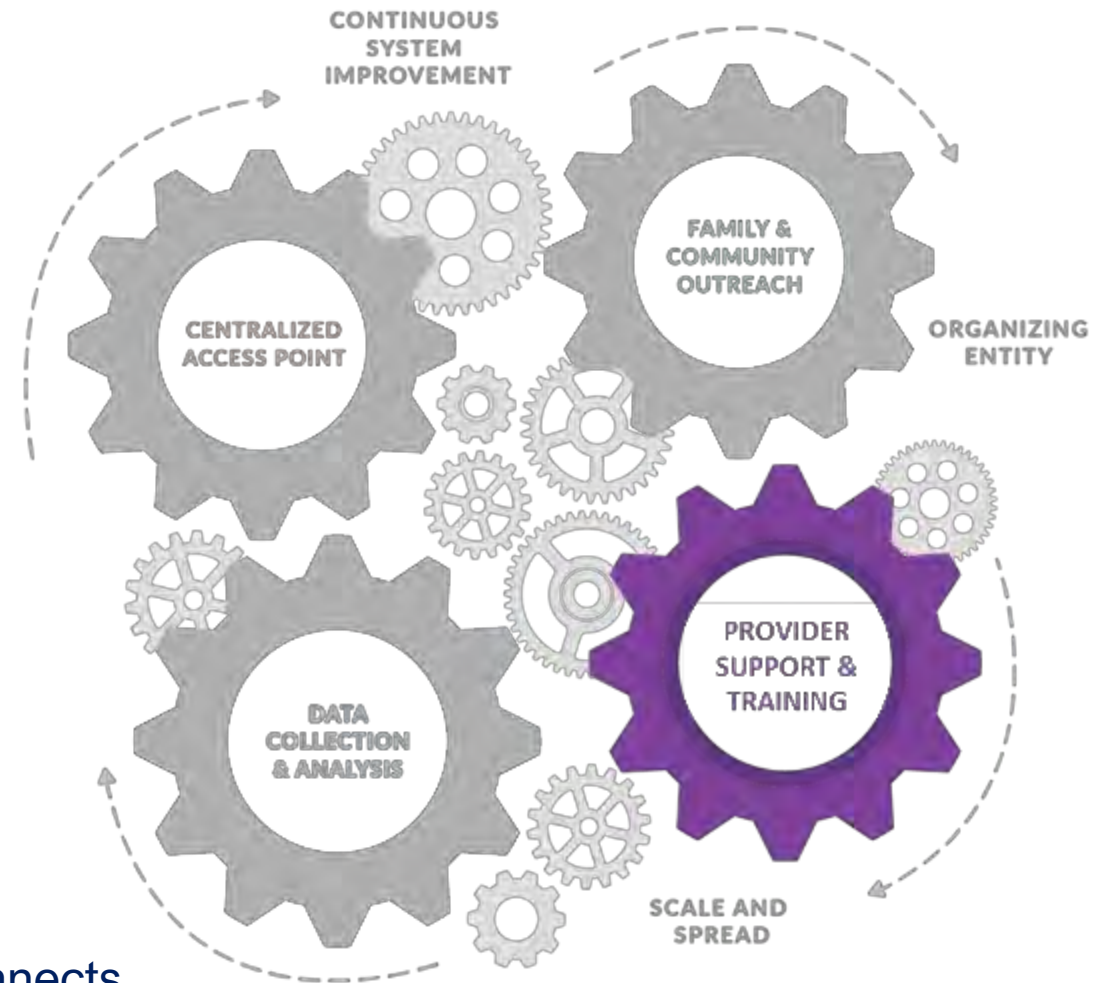 CONTINUOUS
SYSTEM
IMPROVEMENT
FAMILY &
COMMUNITY
OUTREACH
CENTRALIZED
ACCESS POINT
ORGANIZING
ENTITY
PROVIDER
SUPPORT &
TRAINING
DATA
COLLECTION
& ANALYSIS
SCALE AND
SPREAD